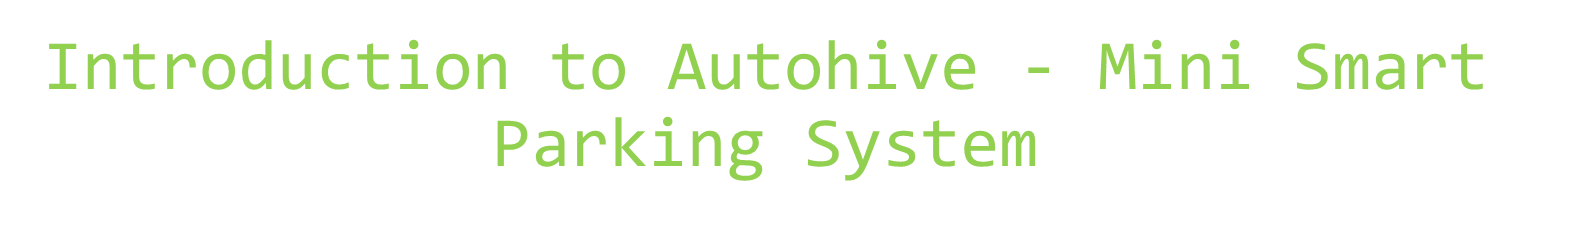 Introduction to Autohive - Mini Smart
Parking System